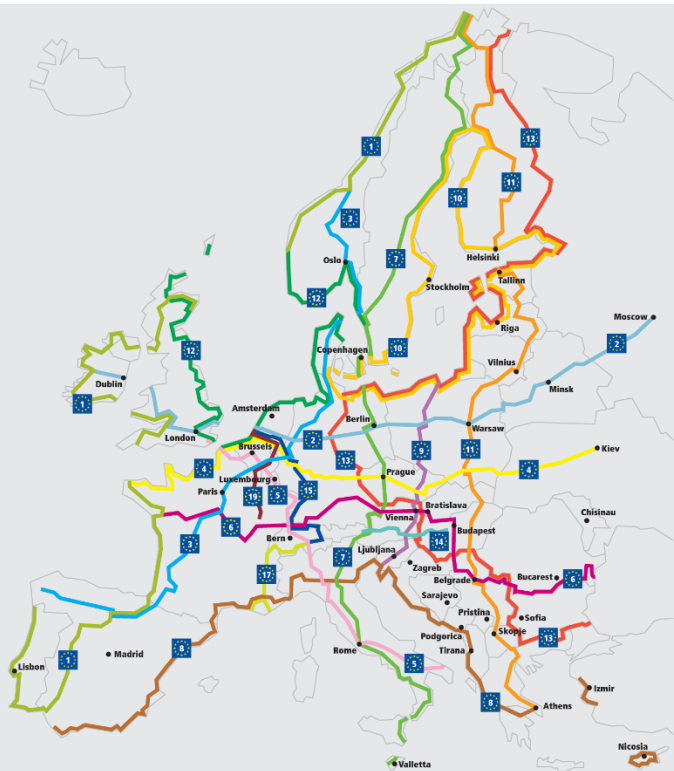 1
13
11
10
3
7
Helsinki
Oslo
Tallinn
Stockholm
12
Moscow
Riga
2
12
10
Copenhagen
Vilnius
Dublin
Minsk
1
Amsterdam
Berlin
London
2
Warsaw
Brussels
9
11
Kiev
4
13
4
Prague
Luxembourg
Paris
19
5
15
Chisinau
Vienna
Bratislava
6
Budapest
3
Bern
14
7
Ljubljana
17
Zagreb
Belgrade
Bucarest
6
Sarajevo
Pristina
Sofia
Skopje
13
Podgorica
8
Madrid
1
Rome
Tirana
5
Lisbon
Izmir
8
Athens
Nicosia
Valletta